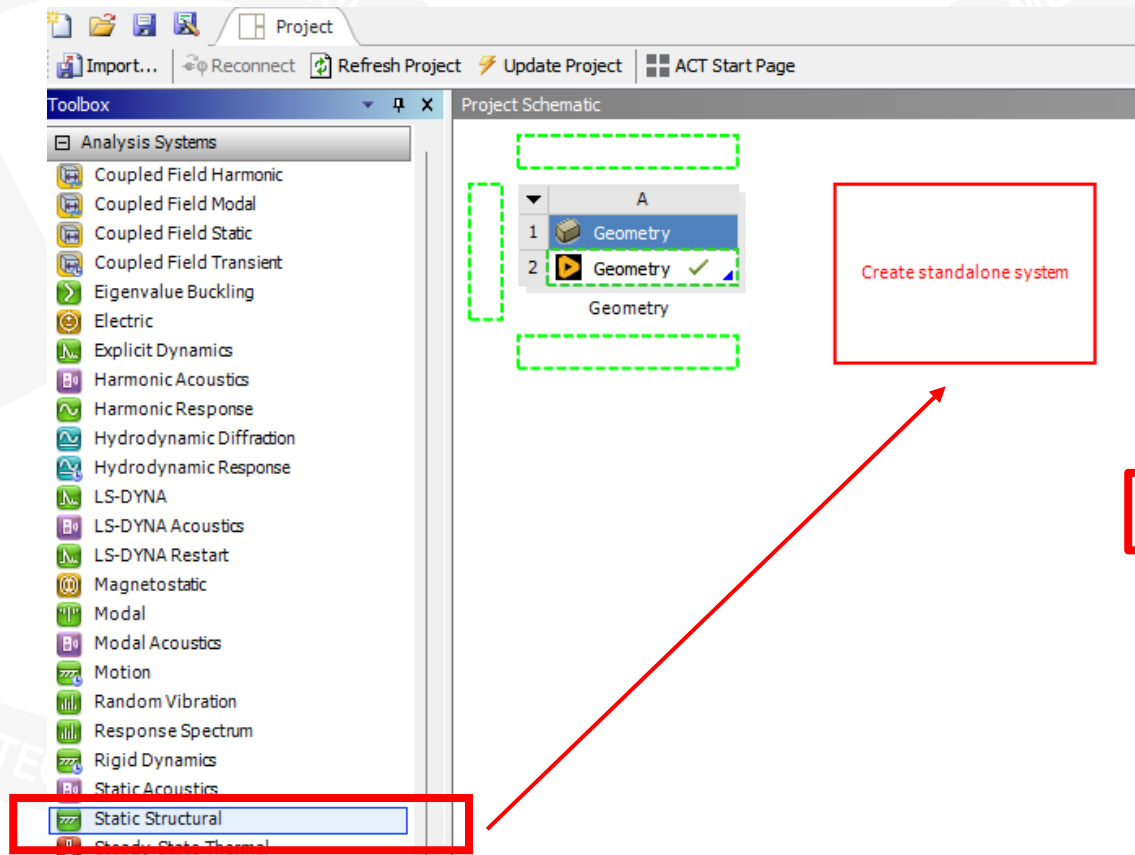 Project
Import...
Reconnect
Refresh Project
Update Project
ACT Start Page
Toolbox
Project Schematic
Analysis Systems
Coupled Field Harmonic
Coupled Field Modal
Coupled Field Static
Coupled Field Transient
Eigenvalue Buckling
Electric
Explicit Dynamics
Harmonic Acoustics
Harmonic Response
Hydrodynamic Diffraction
Hydrodynamic Response
LS-DYNA
LS-DYNA Acoustics
LS-DYNA Restart
Magnetostatic
Modal
Modal Acoustics
Motion
Random Vibration
Response Spectrum
Rigid Dynamics
Static Acoustics
Static Structural
Steady-State Thermal
A
1 Geometry
2 Geometry
Geometry
Create standalone system